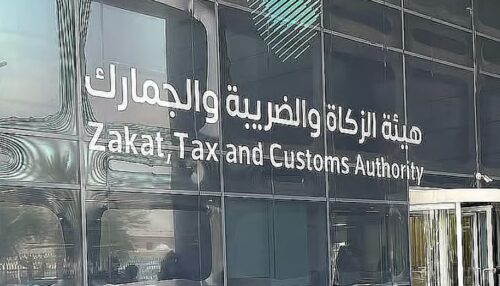 هيئة الزكاة والضريبة والجمارك
Zakat, Tax and Customs Authority